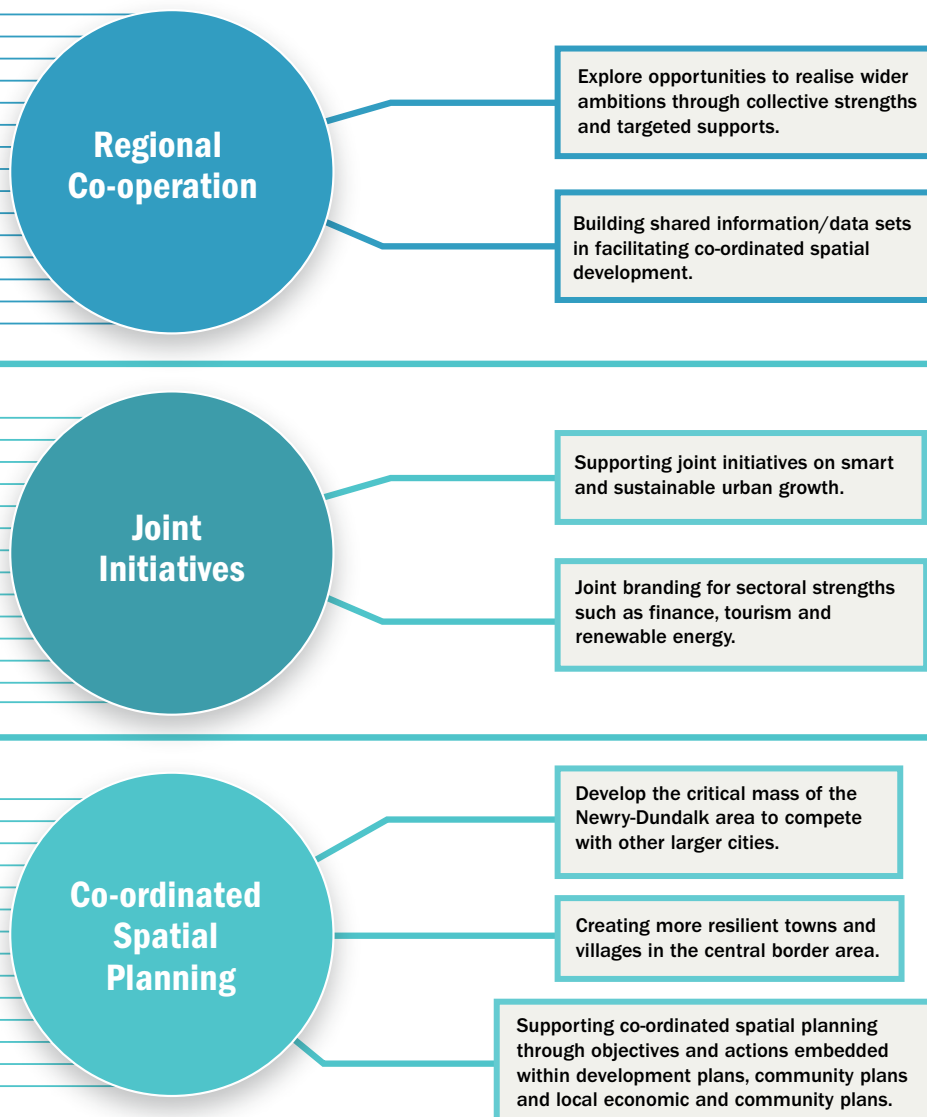 Regional
Co-operation
Explore opportunities to realise wider
ambitions through collective strengths
and targeted supports.
Building shared information/data sets
in facilitating co-ordinated spatial
development.
Joint
Initiatives
Supporting joint initiatives on smart
and sustainable urban growth.
Joint branding for sectoral strengths
such as finance, tourism and
renewable energy.
Co-ordinated
Spatial
Planning
Develop the critical mass of the
Newry-Dundalk area to compete
with other larger cities.
Creating more resilient towns and
villages in the central border area.
Supporting co-ordinated spatial planning
through objectives and actions embedded
within development plans, community plans
and local economic and community plans.